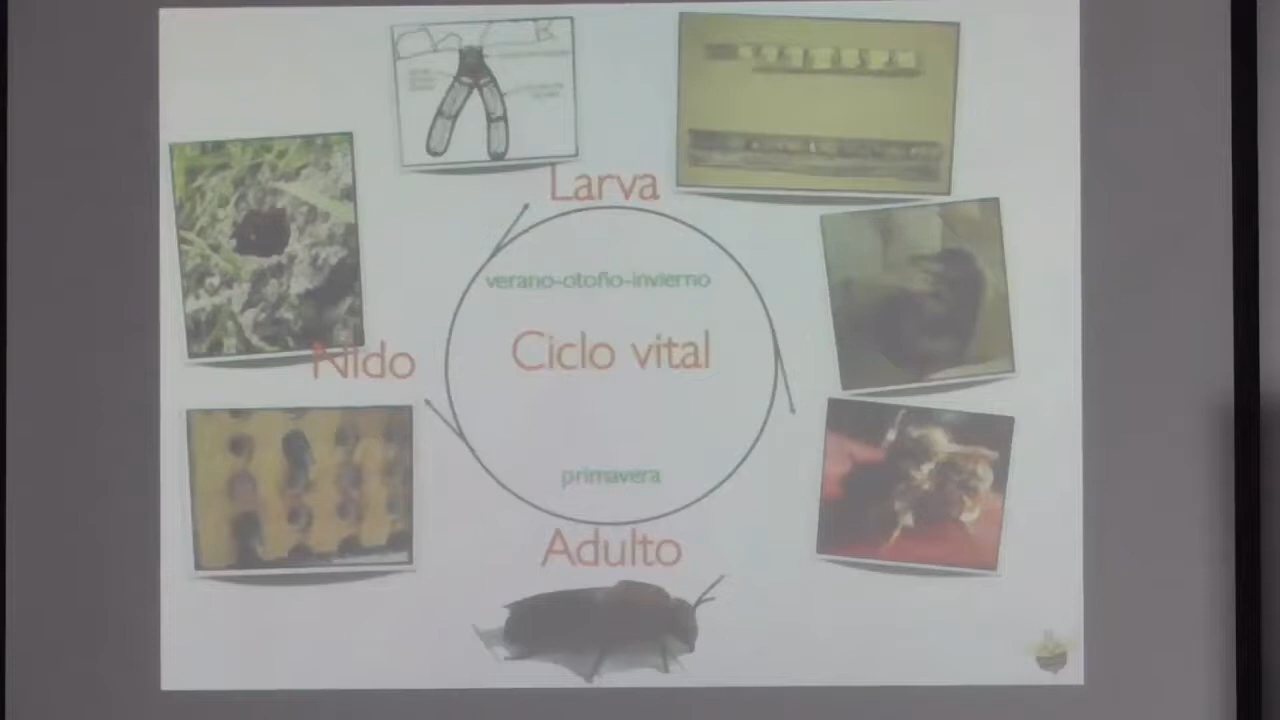 Larva
verano-otoño-invierno
Ciclo vital
Nido
primavera
Adulto